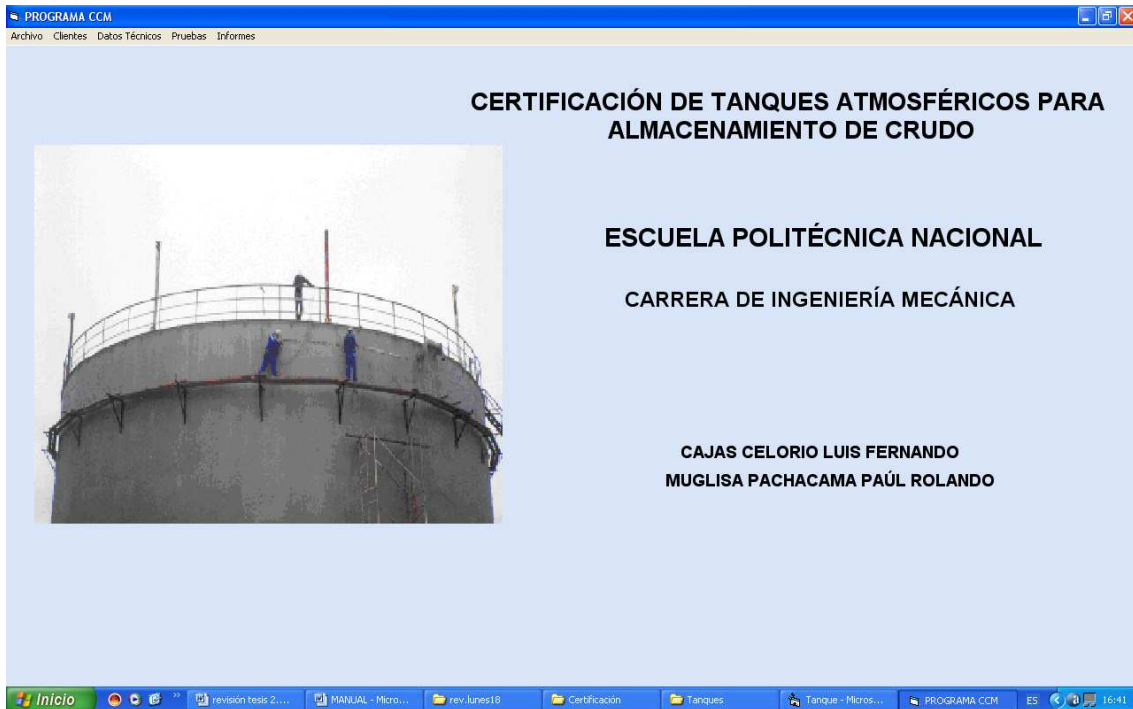 PROGRAMA CCM
Archivo Clientes Datos Técnicos Pruebas Informes
CERTIFICACIÓN DE TANQUES ATMOSFÉRICOS PARA
ALMACENAMIENTO DE CRUDO
ESCUELA POLITÉCNICA NACIONAL
CARRERA DE INGENIERÍA MECÁNICA
CAJAS CELORIO LUIS FERNANDO
MUGLISA PACHACAMA PAÚL ROLANDO
Inicio » revisión tesis 2.... MANUAL - Micro... rev.lunes18 Certificación Tanques Tanque - Micros... PROGRAMA CCM ES 16:41